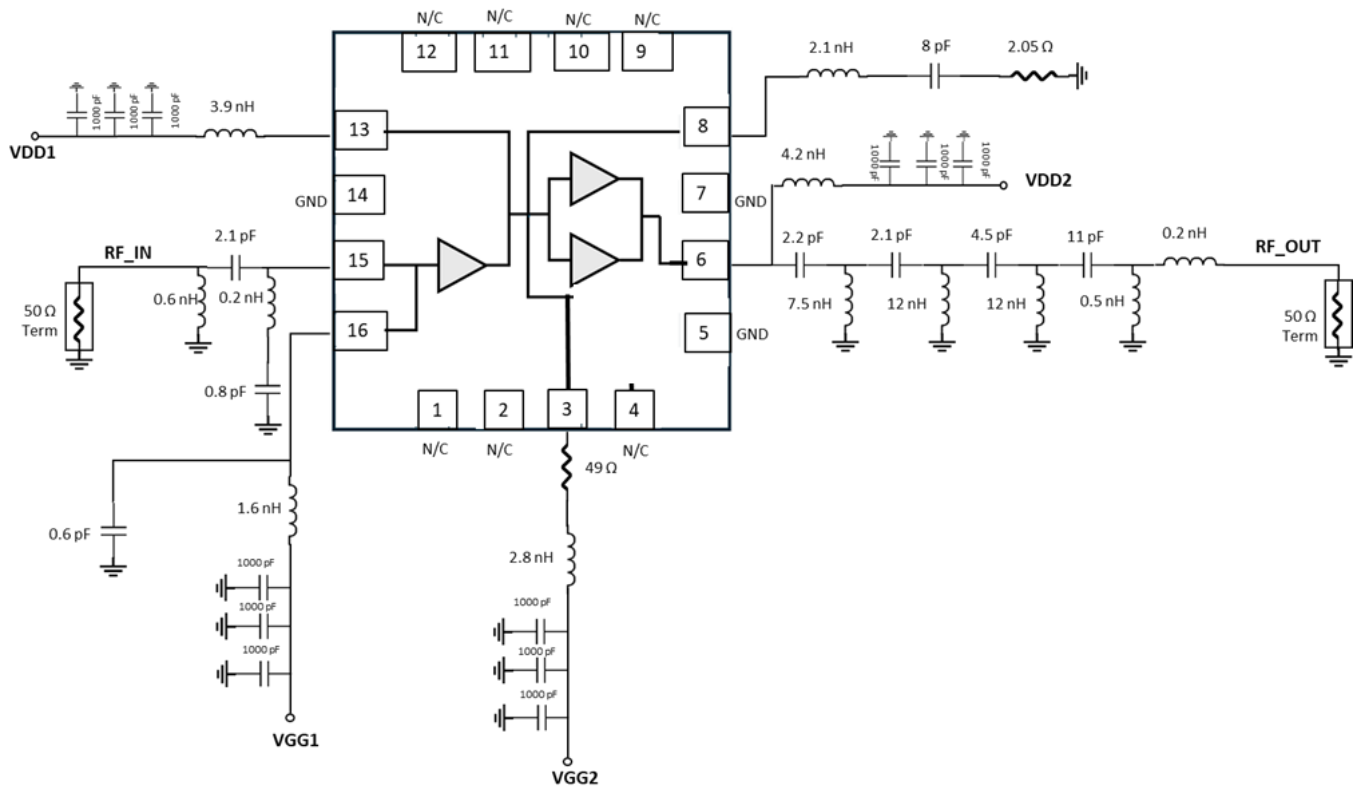 N/C
N/C
N/C
N/C
12
11
10
9
2.1 nH
8 pF
2.05 Ω
1000 pF
1000 pF
1000 pF
3.9 nH
VDD1
13
8
4.2 nH
1000 pF
1000 pF
1000 pF
VDD2
GND
14
7
GND
RF_IN
2.1 pF
15
6
2.2 pF
2.1 pF
4.5 pF
11 pF
0.2 nH
RF_OUT
50 Ω
Term
0.6 nH
0.2 nH
7.5 nH
12 nH
12 nH
0.5 nH
50 Ω
Term
16
5
GND
0.8 pF
1
2
3
4
N/C
N/C
49 Ω
N/C
1.6 nH
0.6 pF
2.8 nH
1000 pF
1000 pF
1000 pF
1000 pF
1000 pF
1000 pF
VGG1
VGG2